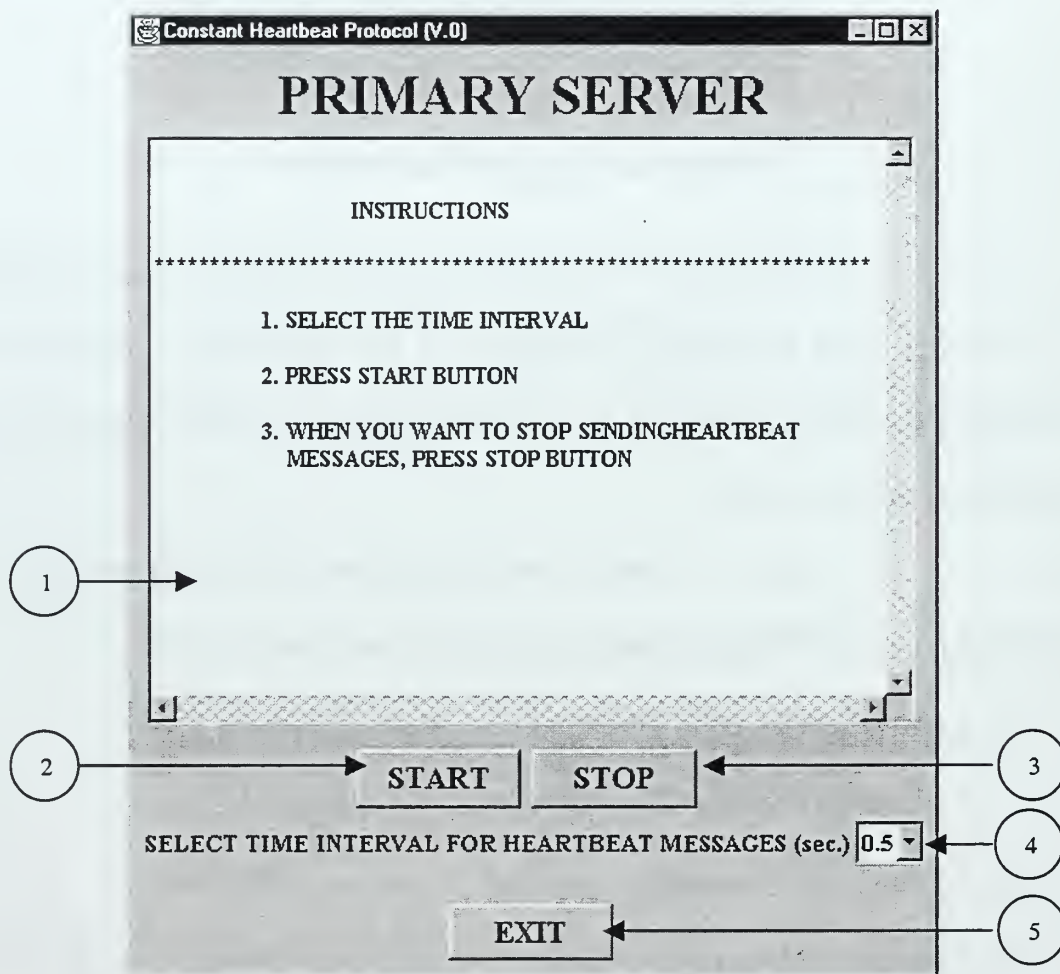 Constant Heartbeat Protocol (V.0)
PRIMARY SERVER
INSTRUCTIONS
*****************************************************************
1. SELECT THE TIME INTERVAL
2. PRESS START BUTTON
3. WHEN YOU WANT TO STOP SENDINGHEARTBEAT
MESSAGES, PRESS STOP BUTTON
1
2
START
STOP
3
SELECT TIME INTERVAL FOR HEARTBEAT MESSAGES (sec.) 0.5
4
EXIT
5